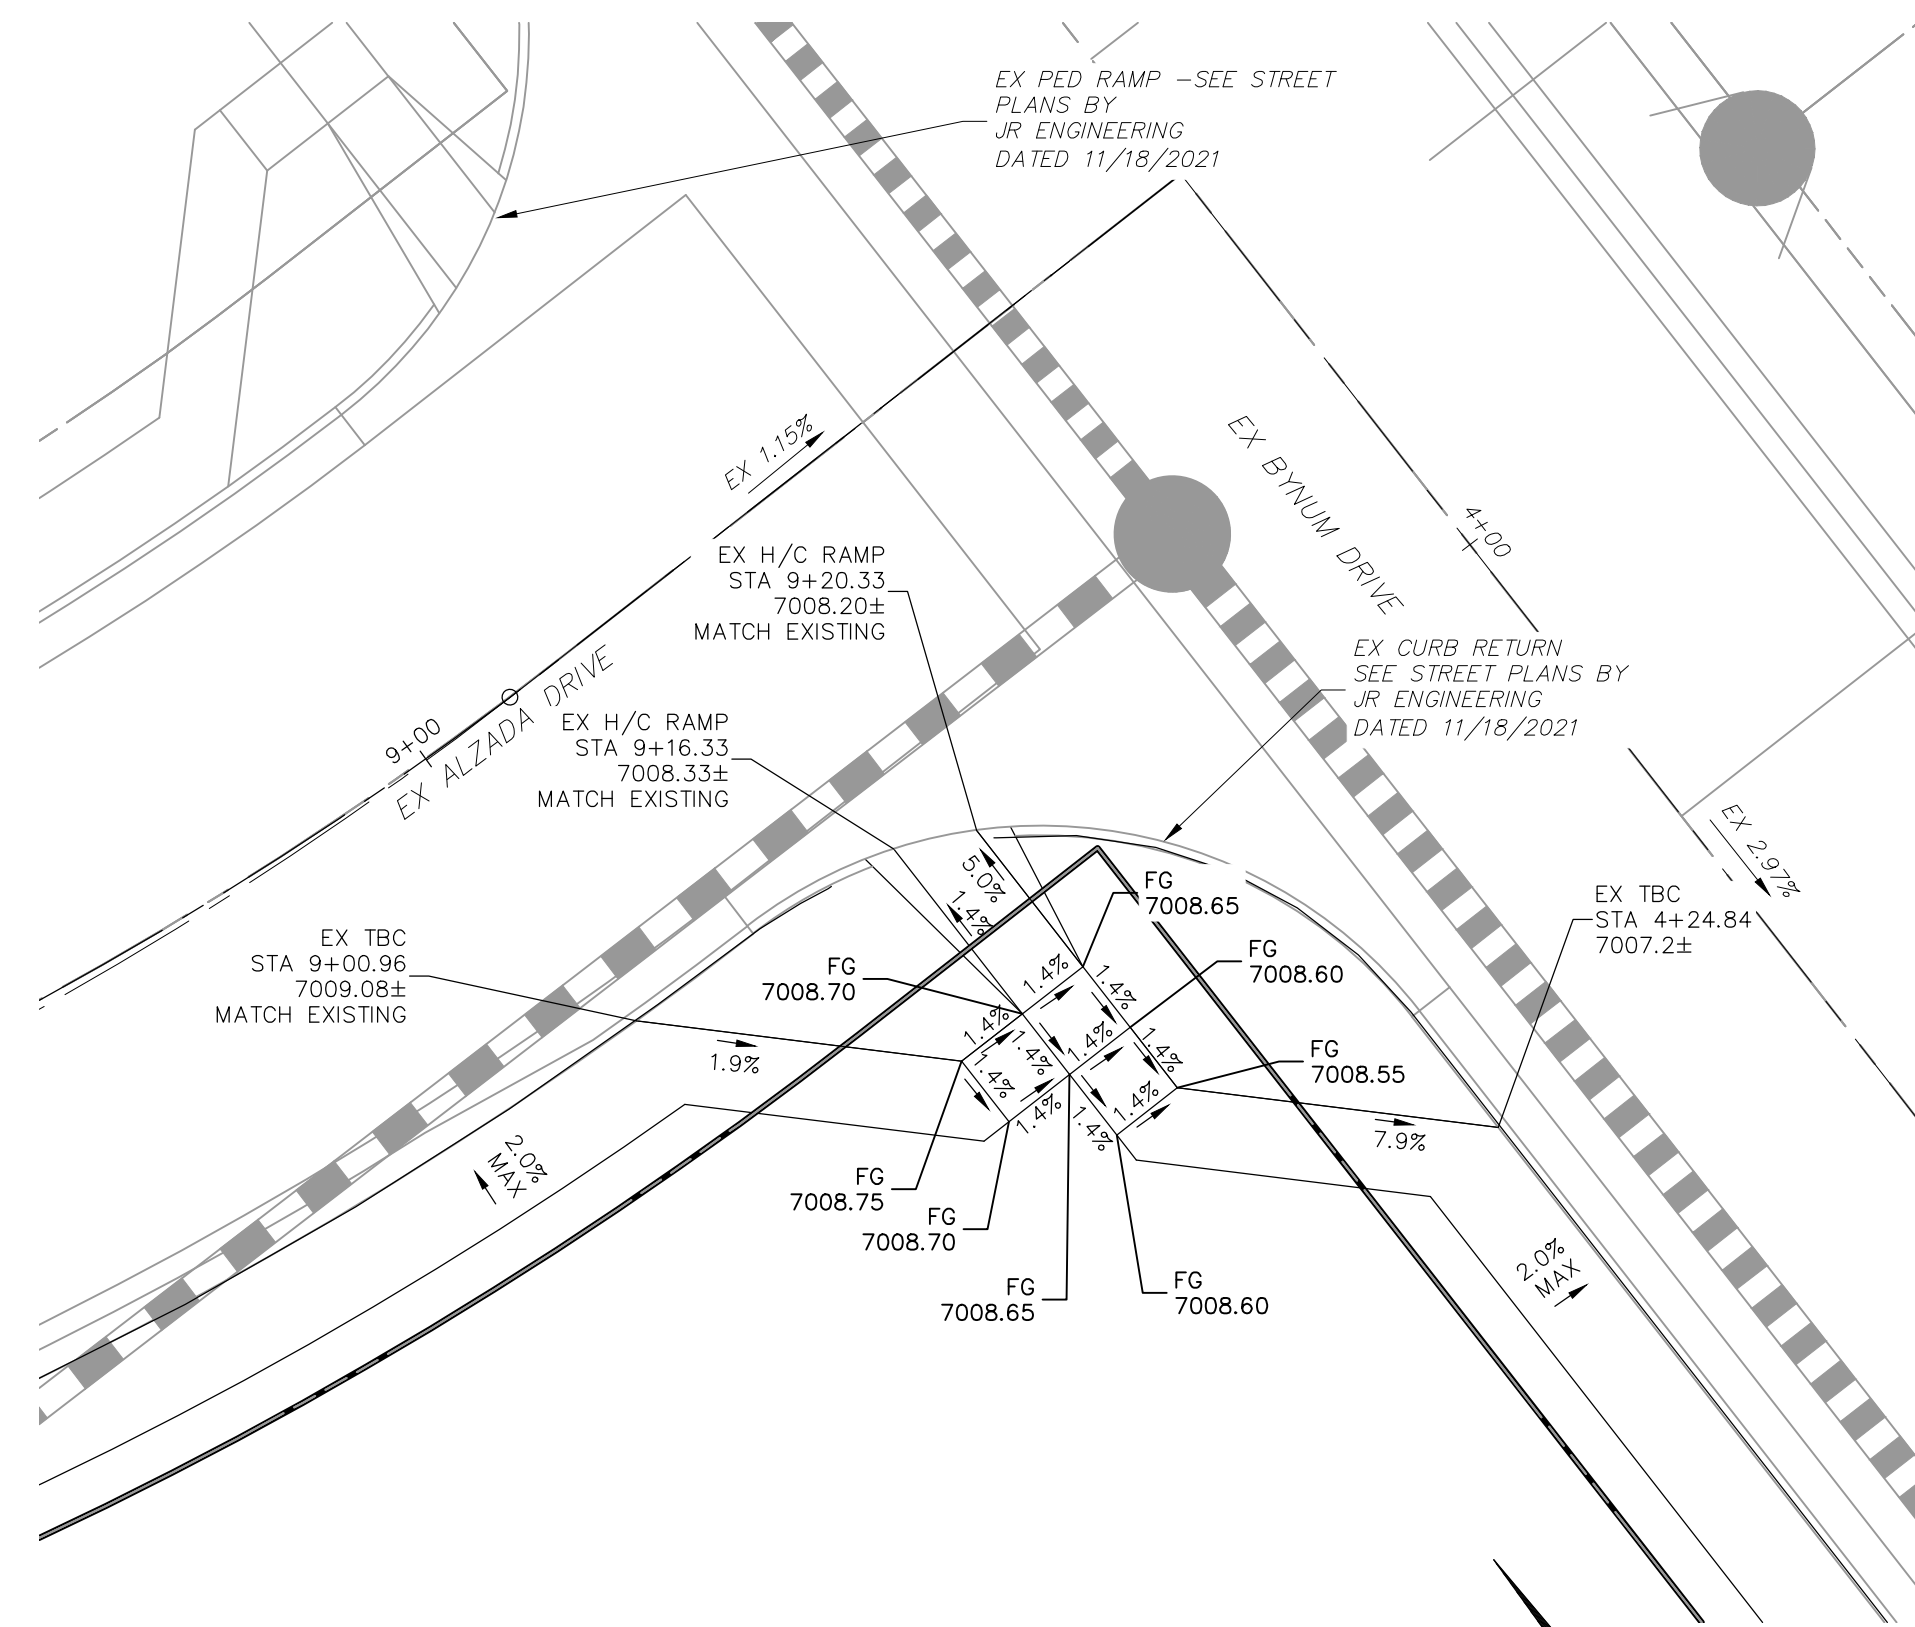 EX PED RAMP -SEE STREET
PLANS BY
JR ENGINEERING
DATED 11/18/2021
EX 1.15%
EX BYNUM DRIVE
4+00
EX H/C RAMP
STA 9+20.33
7008.20±
MATCH EXISTING
EX CURB RETURN
SEE STREET PLANS BY
JR ENGINEERING
DATED 11/18/2021
9+00
EX ALZADA DRIVE
EX H/C RAMP
STA 9+16.33
7008.33±
MATCH EXISTING
EX 2.97%
5.0%
1.4%
FG
7008.65
EX TBC
STA 4+24.84
7007.2±
EX TBC
STA 9+00.96
7009.08±
MATCH EXISTING
FG
7008.70
1.4%
1.4%
FG
7008.60
1.4%
1.4%
1.4%
1.4%
FG
7008.55
1.9%
1.4%
1.4%
1.4%
1.4%
7.9%
2.0%
MAX
FG
7008.75
FG
7008.70
FG
7008.65
FG
7008.60
2.0%
MAX